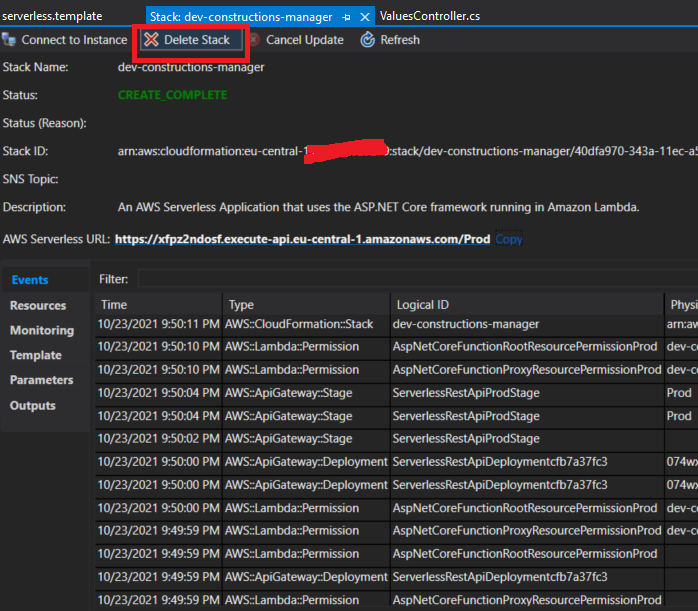 serverless.template Stack: dev-constructions-manager ValuesController.cs
Connect to Instance Delete Stack Cancel Update Refresh
Stack Name: dev-constructions-manager
Status: CREATE_COMPLETE
Status (Reason):
Stack ID: arn:aws:cloudformation:eu-central-1 :stack/dev-constructions-manager/40dfa970-343a-11ec-a5
SNS Topic:
Description: An AWS Serverless Application that uses the ASP.NET Core framework running in Amazon Lambda.
AWS Serverless URL: https://xfpz2ndosf.execute-api.eu-central-1.amazonaws.com/Prod Copy
Events Filter:
Resources
Monitoring
Template
Parameters
Outputs
Time Type Logical ID Physi
10/23/2021 9:50:11 PM AWS::CloudFormation::Stack dev-constructions-manager arn:aw
10/23/2021 9:50:10 PM AWS::Lambda::Permission AspNetCoreFunctionRootResourcePermissionProd dev-c
10/23/2021 9:50:10 PM AWS::Lambda::Permission AspNetCoreFunctionProxyResourcePermissionProd dev-c
10/23/2021 9:50:04 PM AWS::ApiGateway::Stage ServerlessRestApiProdStage Prod
10/23/2021 9:50:04 PM AWS::ApiGateway::Stage ServerlessRestApiProdStage Prod
10/23/2021 9:50:02 PM AWS::ApiGateway::Stage ServerlessRestApiProdStage
10/23/2021 9:50:00 PM AWS::ApiGateway::Deployment ServerlessRestApiDeploymentcfb7a37fc3 074wx
10/23/2021 9:50:00 PM AWS::ApiGateway::Deployment ServerlessRestApiDeploymentcfb7a37fc3 074wx
10/23/2021 9:50:00 PM AWS::Lambda::Permission AspNetCoreFunctionRootResourcePermissionProd dev-c
10/23/2021 9:49:59 PM AWS::Lambda::Permission AspNetCoreFunctionProxyResourcePermissionProd dev-c
10/23/2021 9:49:59 PM AWS::Lambda::Permission AspNetCoreFunctionRootResourcePermissionProd
10/23/2021 9:49:59 PM AWS::ApiGateway::Deployment ServerlessRestApiDeploymentcfb7a37fc3
10/23/2021 9:49:59 PM AWS::Lambda::Permission AspNetCoreFunctionProxyResourcePermissionProd